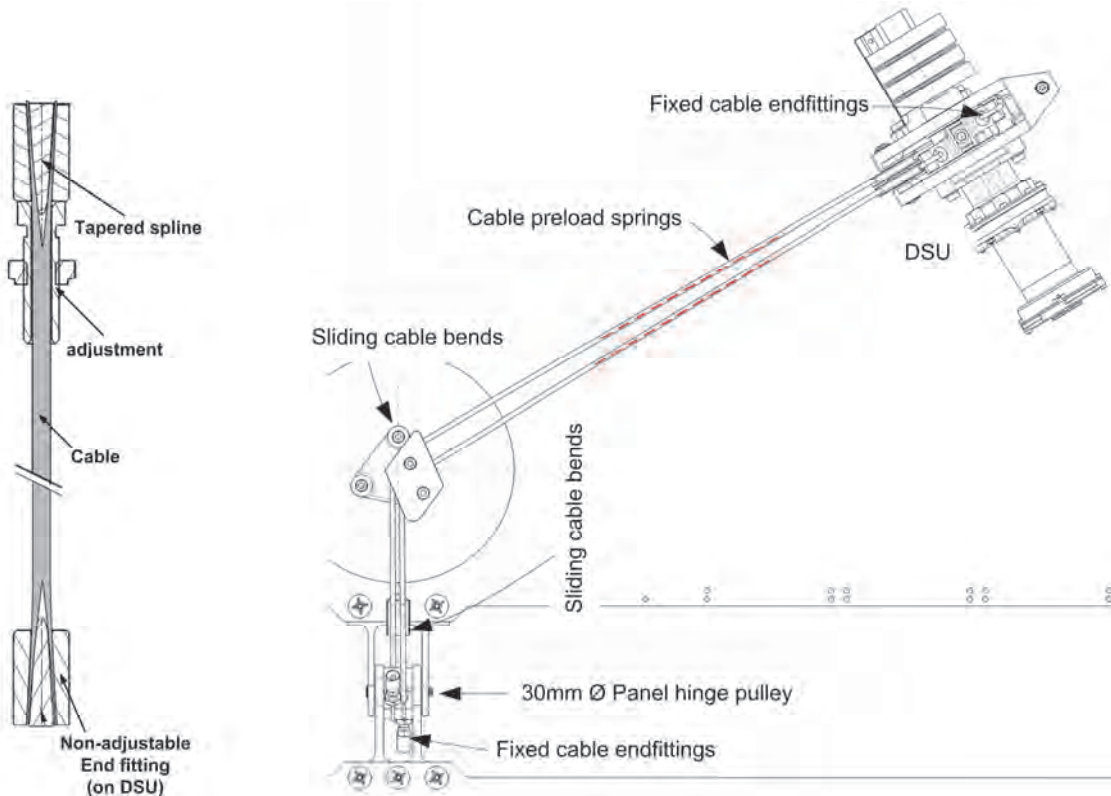 Tapered spline
adjustment
Cable
Non-adjustable
End fitting
(on DSU)
Fixed cable endfittings
Cable preload springs
DSU
Sliding cable bends
Sliding cable bends
30mm Ø Panel hinge pulley
Fixed cable endfittings